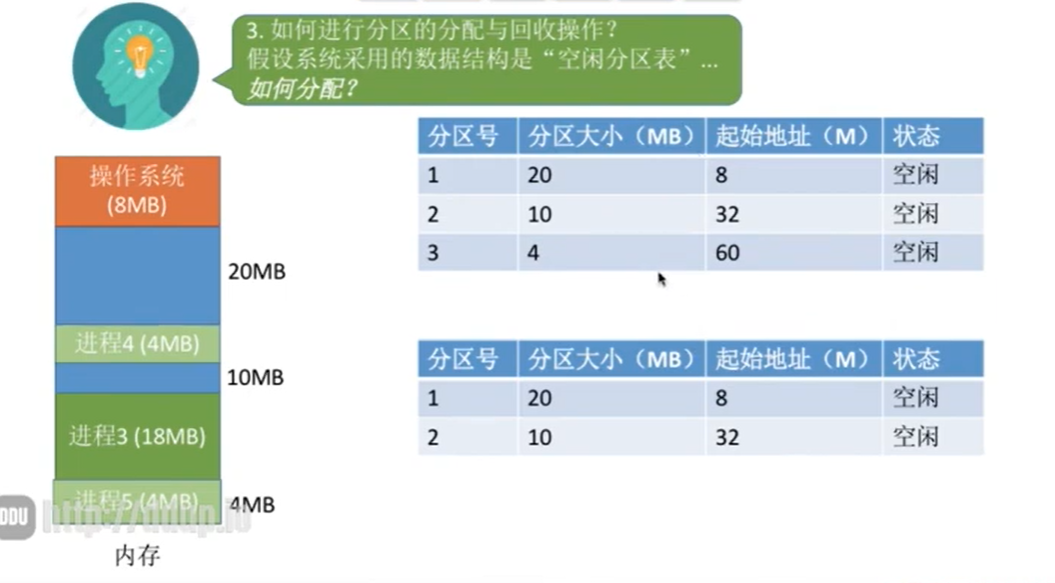 3. 如何进行分区的分配与回收操作？
假设系统采用的数据结构是“空闲分区表”...
如何分配？
操作系统
(8MB)
20MB
进程4 (4MB)
10MB
进程3 (18MB)
进程5 (4MB)
4MB
内存
分区号 分区大小（MB） 起始地址（M） 状态
1 20 8 空闲
2 10 32 空闲
3 4 60 空闲
分区号 分区大小（MB） 起始地址（M） 状态
1 20 8 空闲
2 10 32 空闲